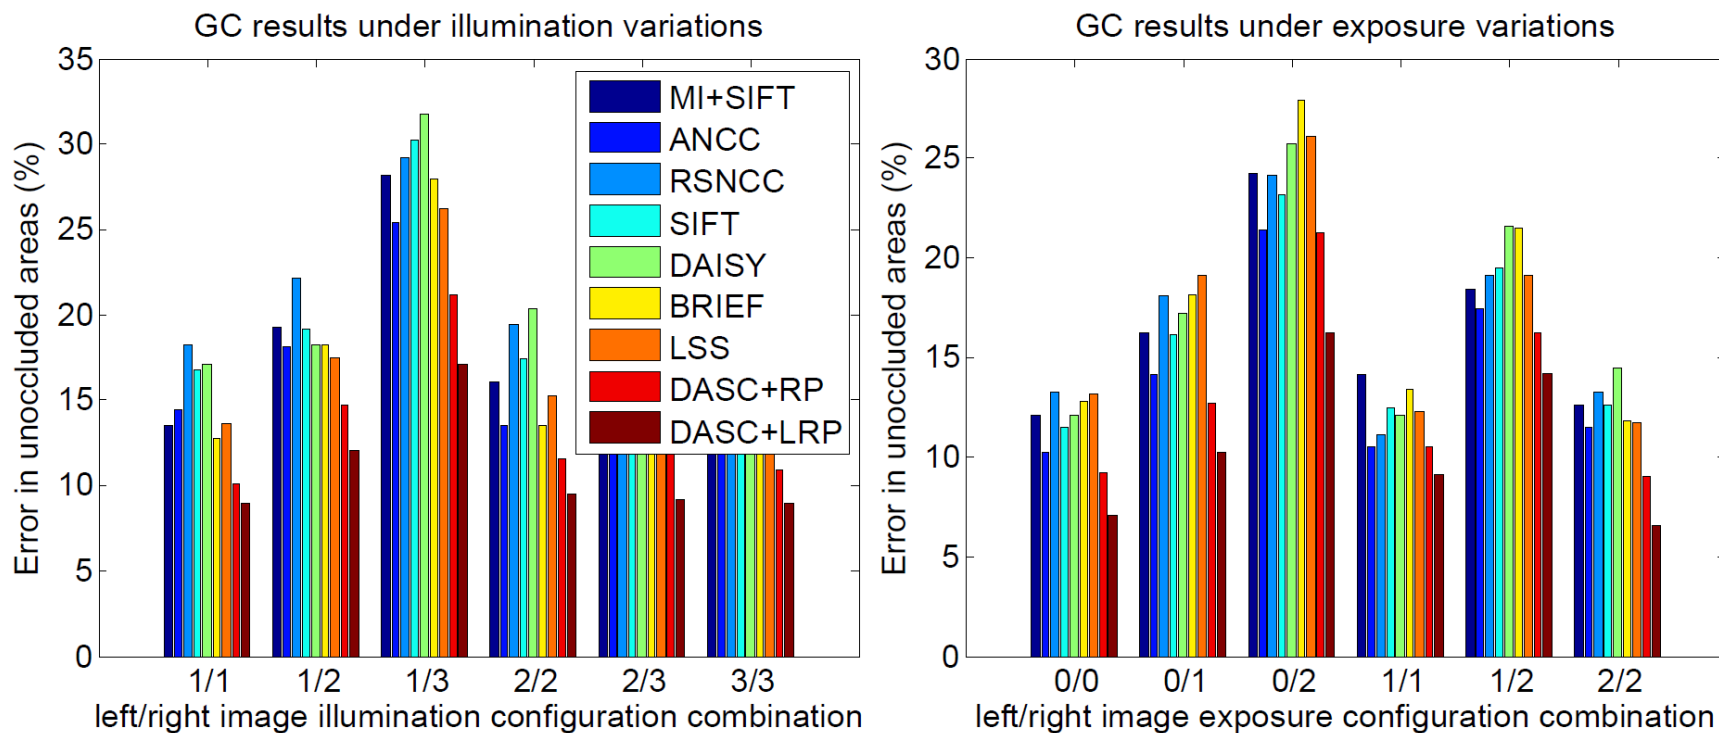 GC results under illumination variations
35
30
25
20
15
10
5
0
Error in unoccluded areas (%)
MI+SIFT
ANCC
RSNCC
SIFT
DAISY
BRIEF
LSS
DASC+RP
DASC+LRP
1/1 1/2 1/3 2/2 2/3 3/3
left/right image illumination configuration combination
GC results under exposure variations
30
25
20
15
10
5
0
Error in unoccluded areas (%)
0/0 0/1 0/2 1/1 1/2 2/2
left/right image exposure configuration combination